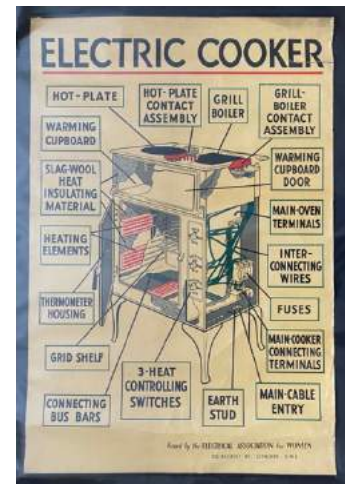 ELECTRIC COOKER
HOT-PLATE
HOT-PLATE
CONTACT
ASSEMBLY
GRILL
BOILER
GRILL-
BOILER
CONTACT
ASSEMBLY
WARMING
CUPBOARD
WARMING
CUPBOARD
DOOR
SLAG-WOOL
HEAT
INSULATING
MATERIAL
MAIN-OVEN
TERMINALS
HEATING
ELEMENTS
INTER-
CONNECTING
WIRES
THERMOMETER
HOUSING
FUSES
GRID SHELF
MAIN-COOKER
CONNECTING
TERMINALS
3-HEAT
CONTROLLING
SWITCHES
CONNECTING
BUS BARS
EARTH
STUD
MAIN-CABLE
ENTRY
Issued by the ELECTRICAL ASSOCIATION for WOMEN